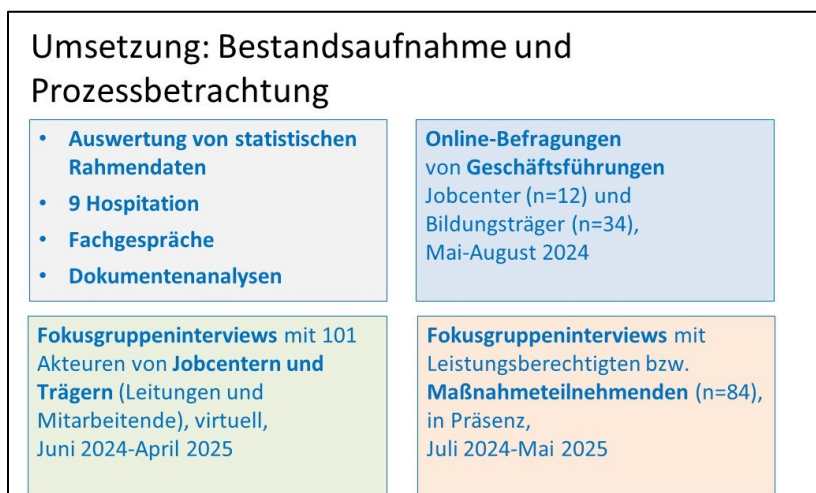 Umsetzung: Bestandsaufnahme und
Prozessbetrachtung
• Auswertung von statistischen
Rahmendaten
• 9 Hospitation
• Fachgespräche
• Dokumentenanalysen
Online-Befragungen
von Geschäftsführungen
Jobcenter (n=12) und
Bildungsträger (n=34),
Mai-August 2024
Fokusgruppeninterviews mit 101
Akteuren von Jobcentern und
Trägern (Leitungen und
Mitarbeitende), virtuell,
Juni 2024-April 2025
Fokusgruppeninterviews mit
Leistungsberechtigten bzw.
Maßnahmeteilnehmenden (n=84),
in Präsenz,
Juli 2024-Mai 2025